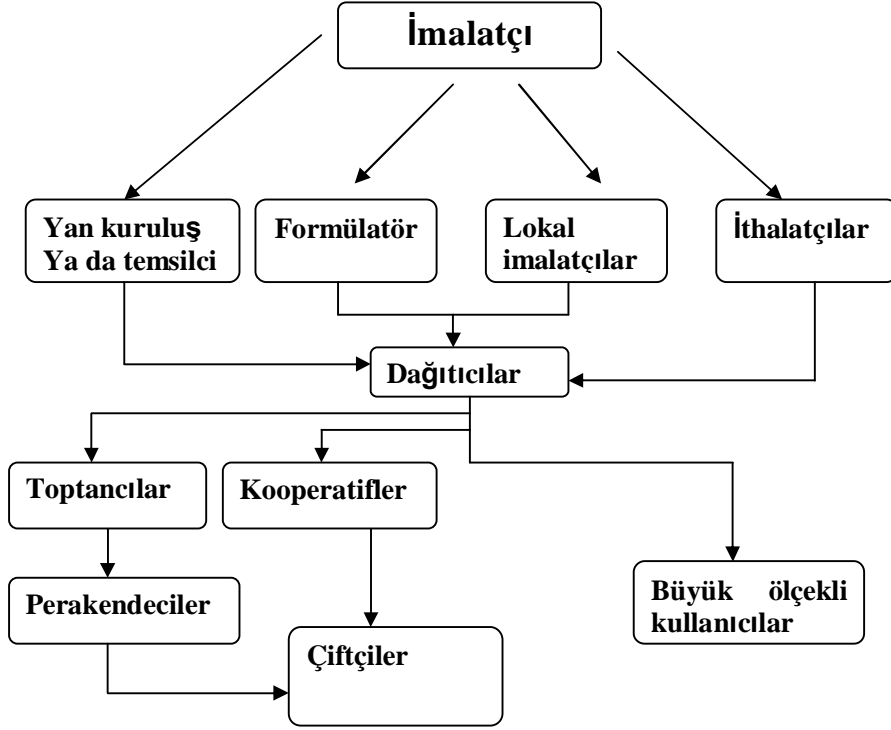 İmalatçı
Yan kuruluş
Ya da temsilci
Formülatör
Lokal
imalatçılar
İthalatçılar
Dağıtıcılar
Toptancılar
Kooperatifler
Perakendeciler
Büyük ölçekli
kullanıcılar
Çiftçiler